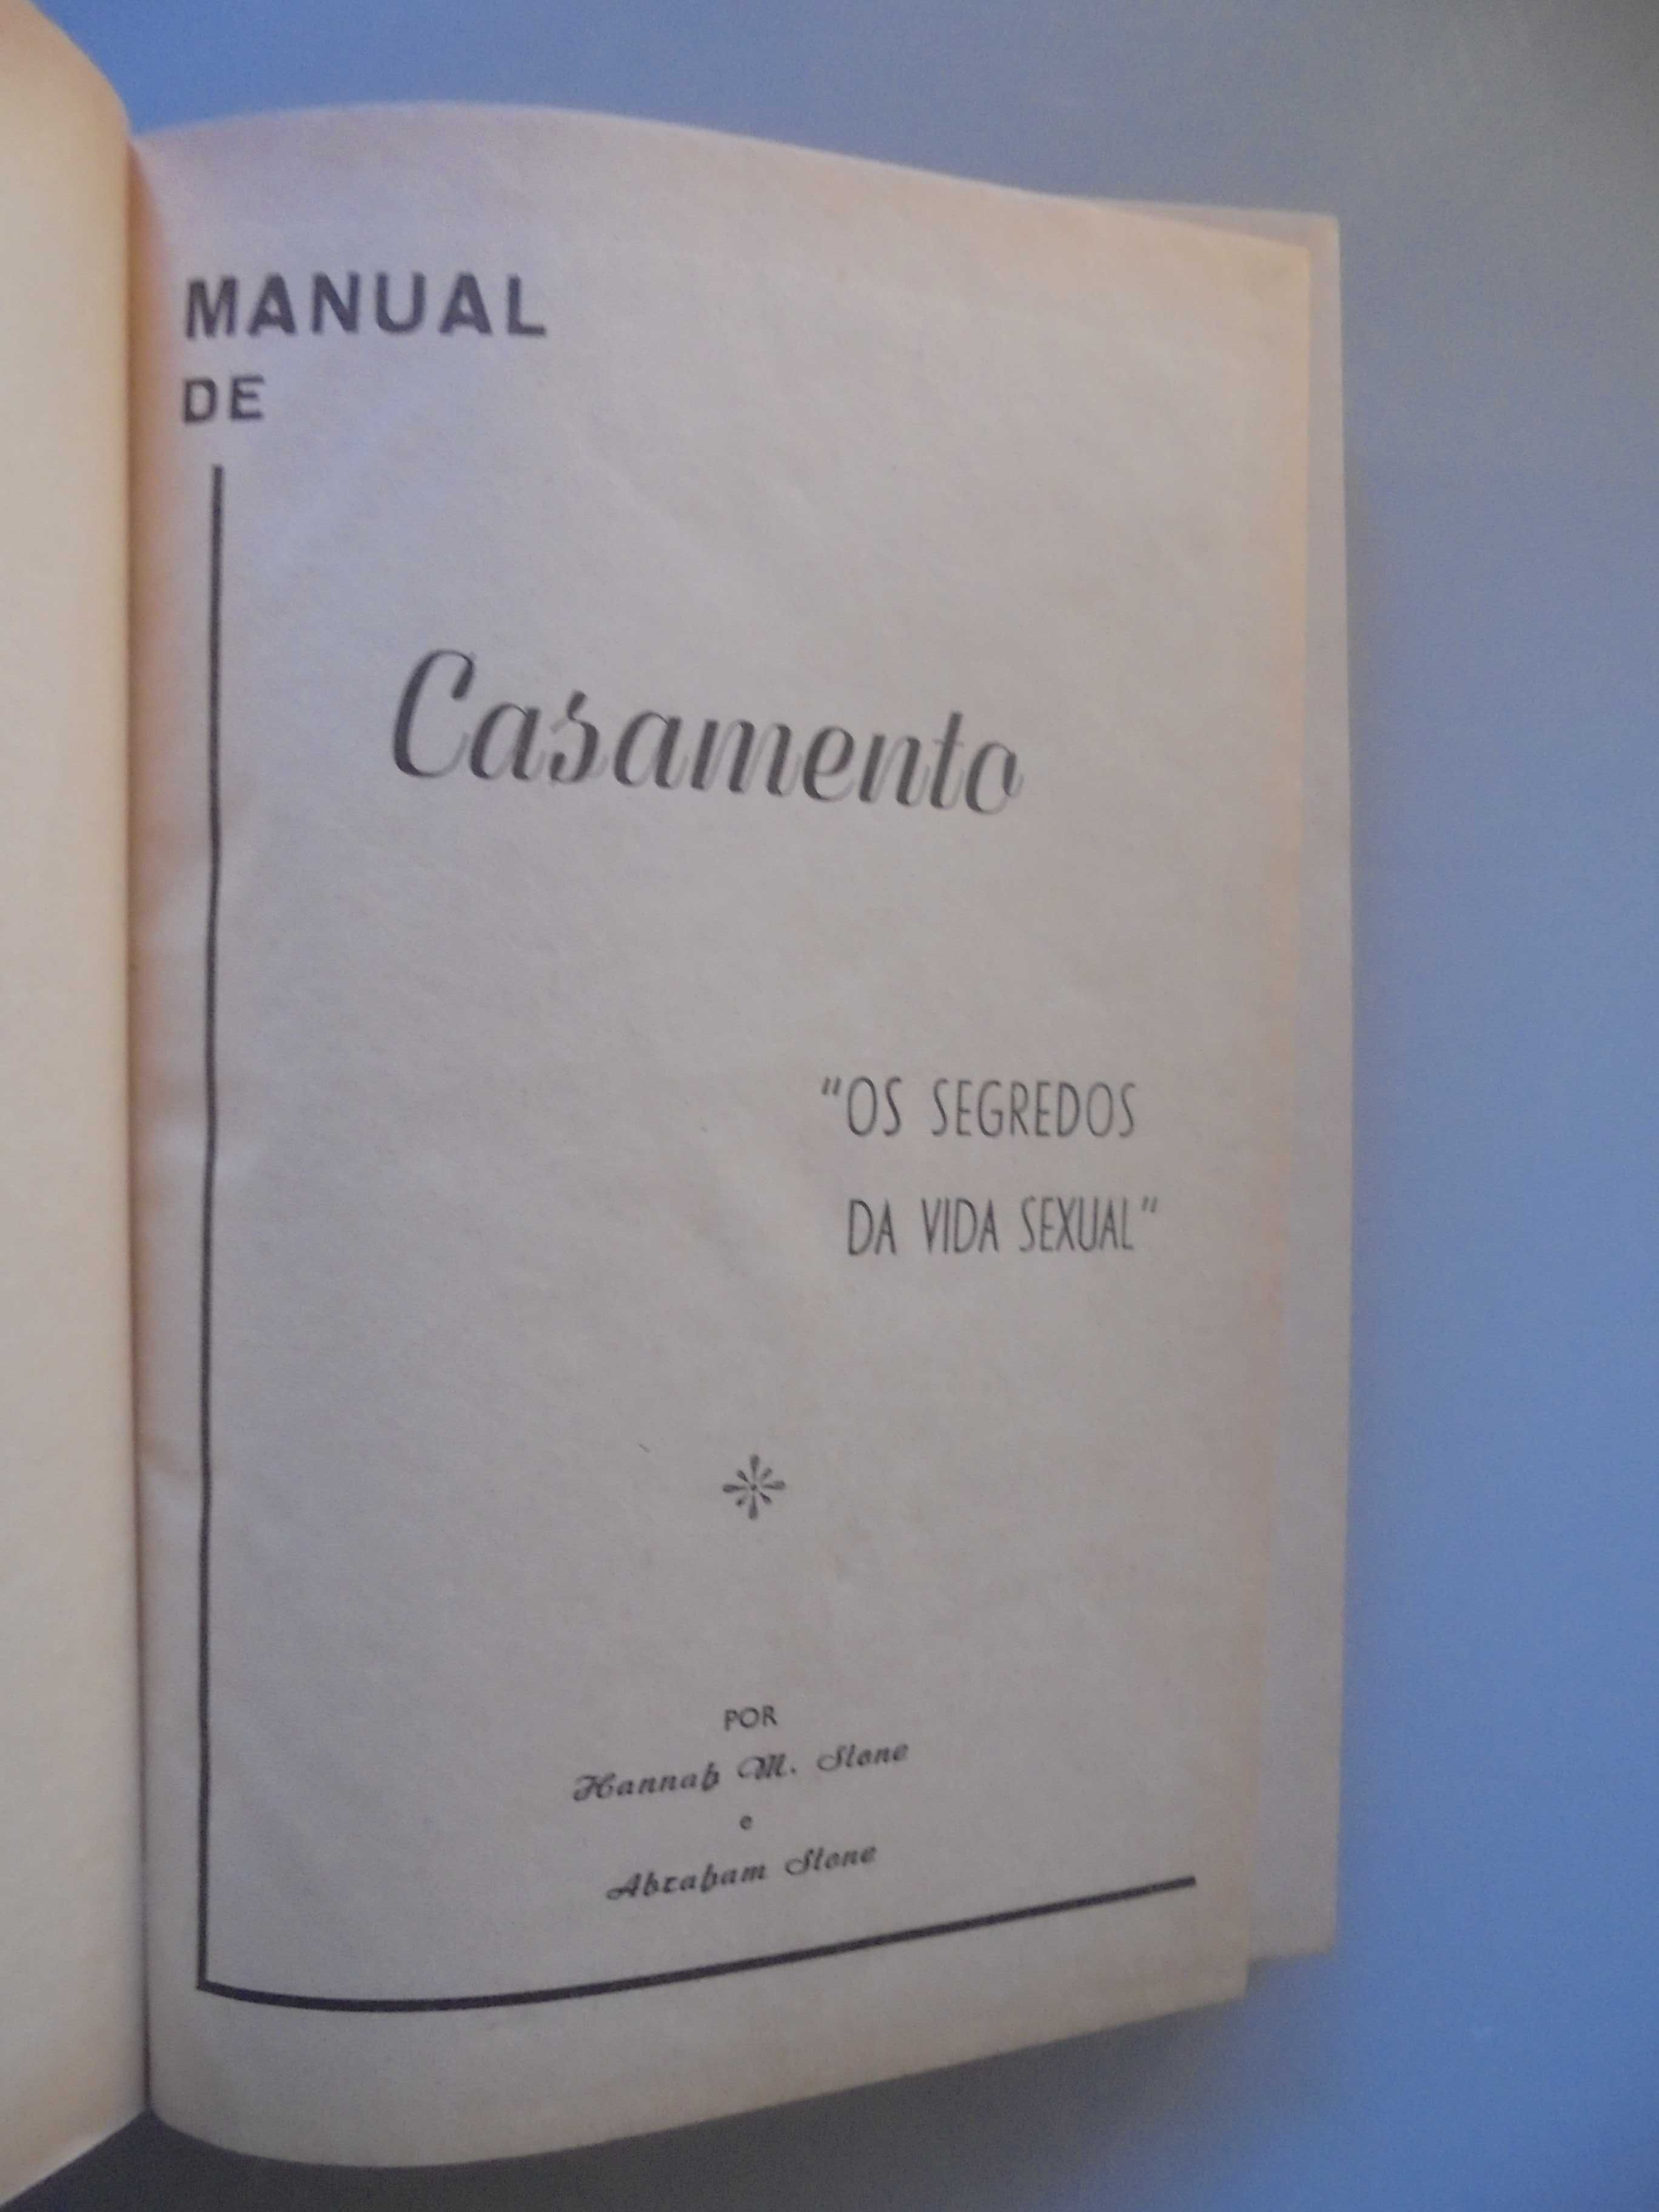 MANUAL
DE
Casamento
"OS SEGREDOS
DA VIDA SEXUAL"
POR
Hannah M. Stone
e
Abraham Stone